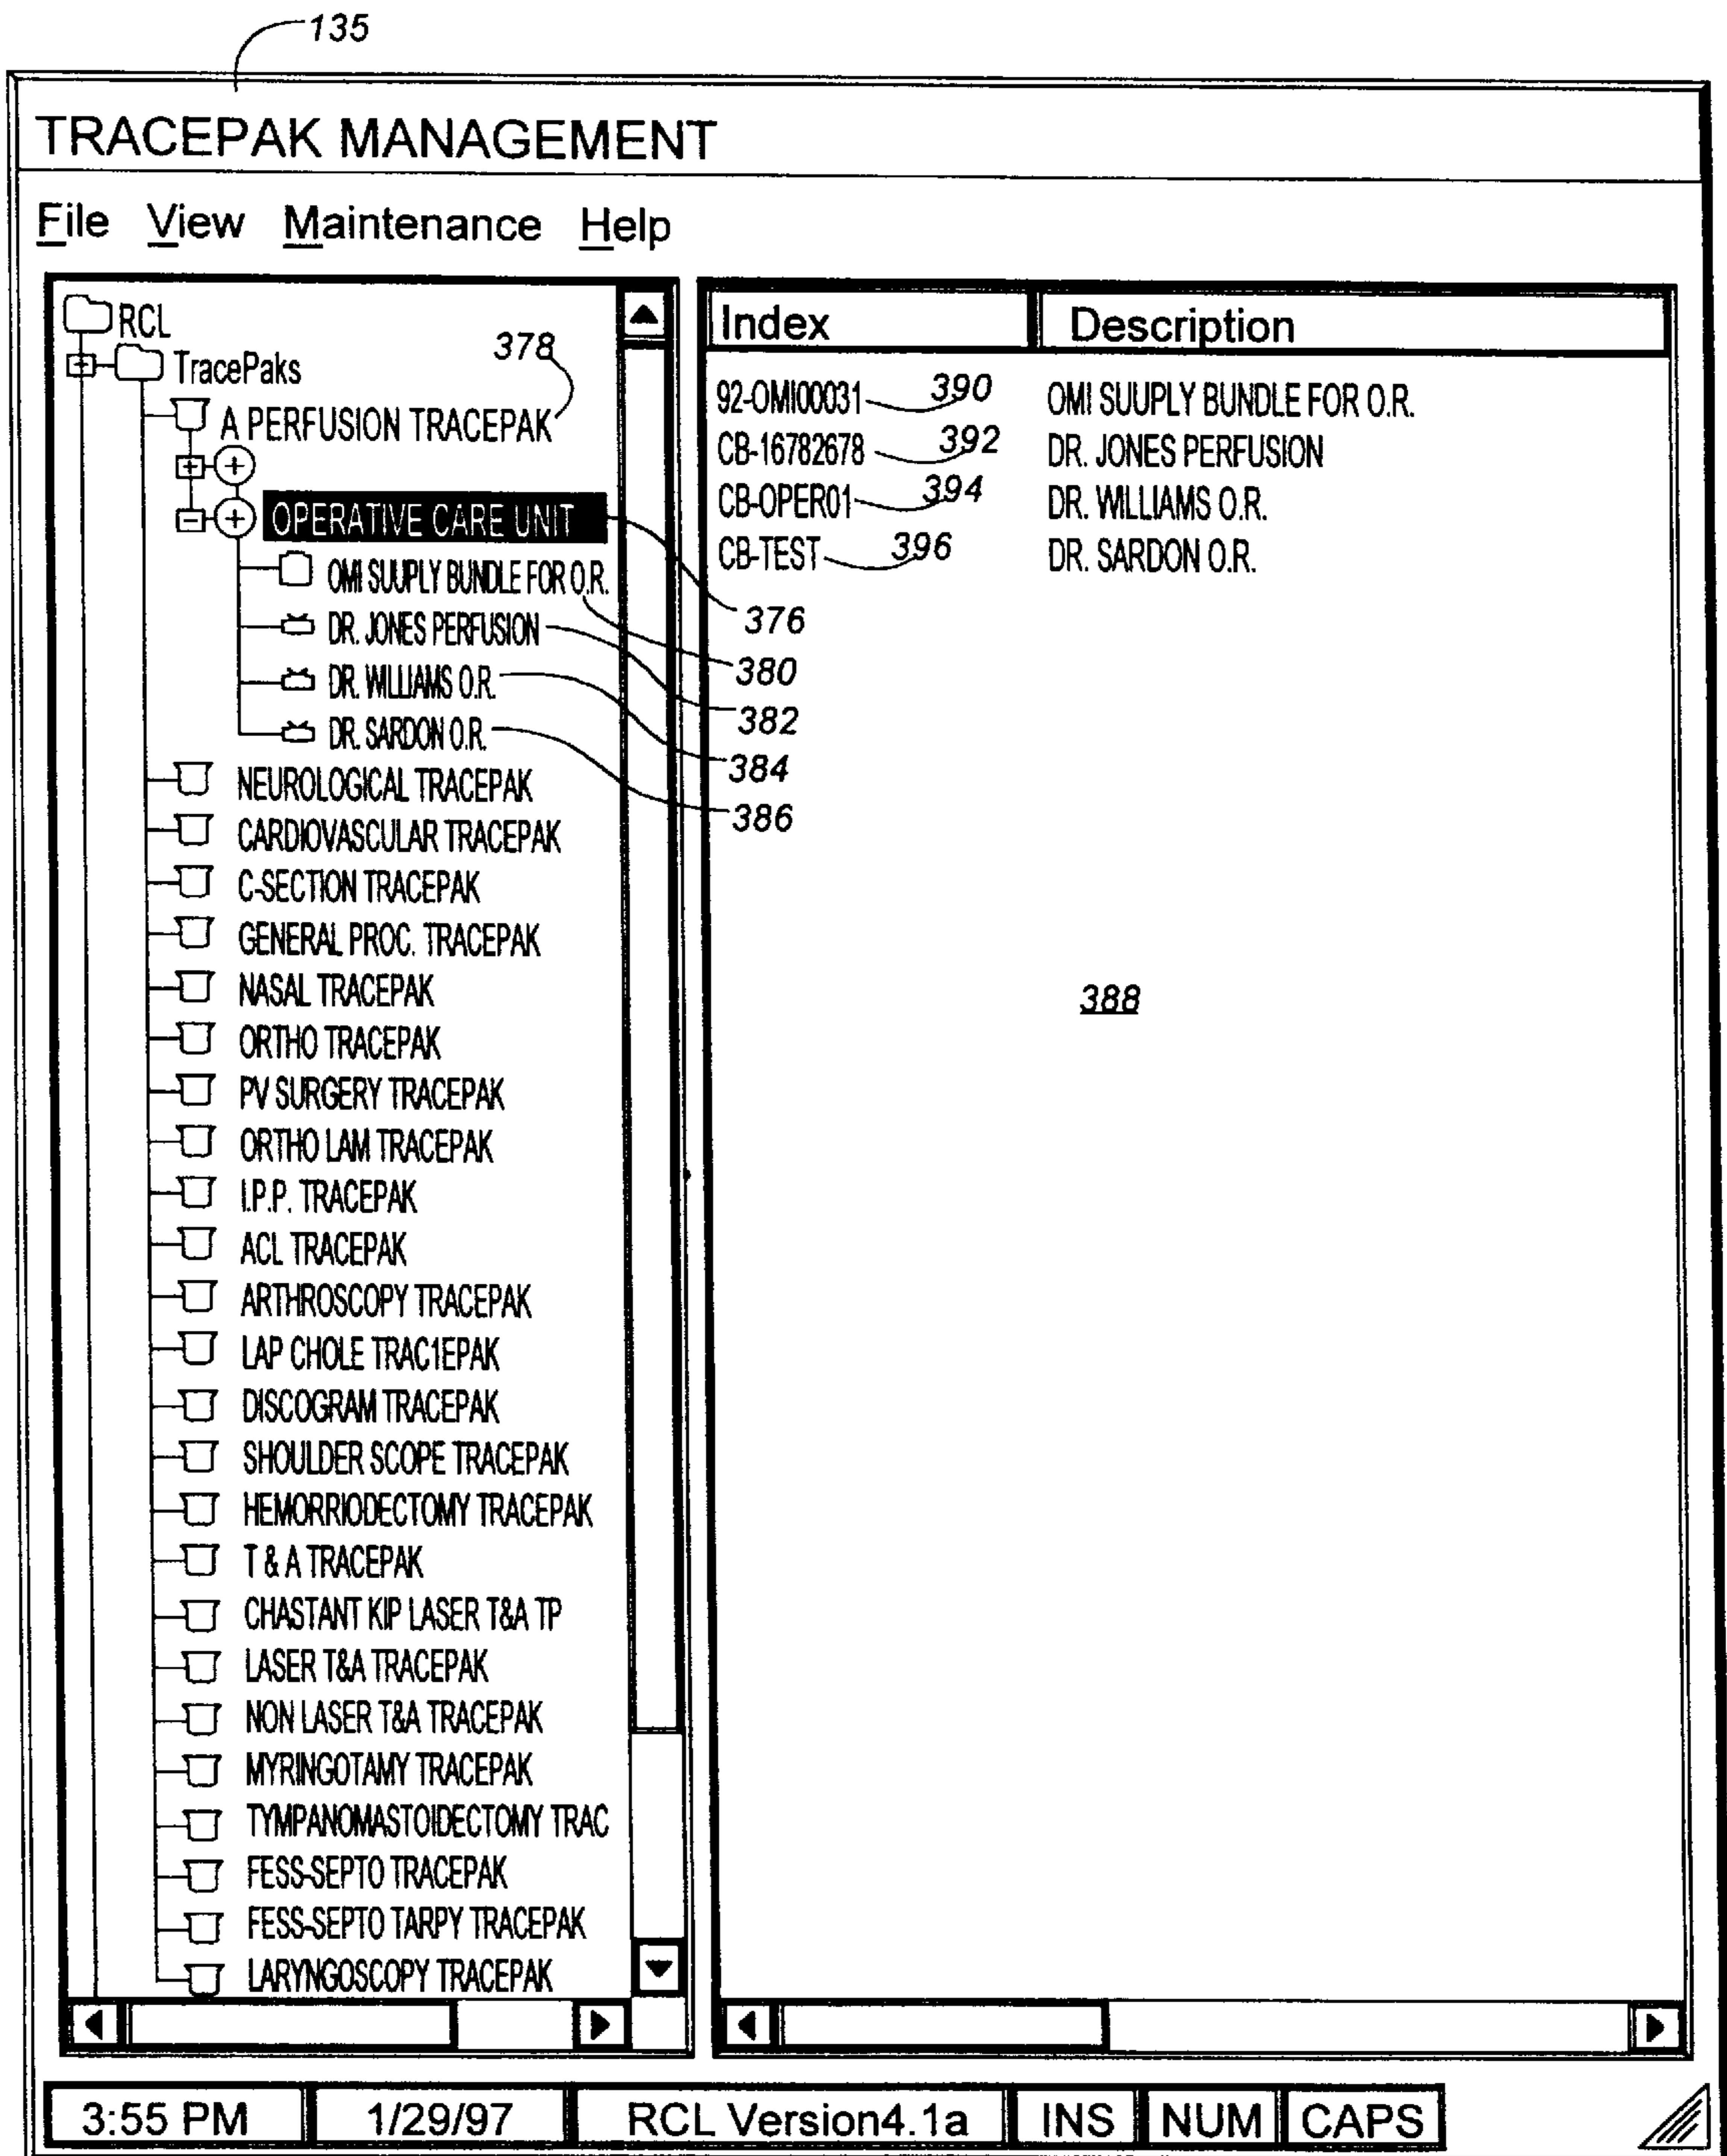 135
TRACEPAK MANAGEMENT
File View Maintenance Help
RCL
TracePaks
378
A PERFUSION TRACEPAK
OPERATIVE CARE UNIT
OMI SUUPLY BUNDLE FOR O.R.
DR. JONES PERFUSION
DR. WILLIAMS O.R.
DR. SARDON O.R.
NEUROLOGICAL TRACEPAK
CARDIOVASCULAR TRACEPAK
C-SECTION TRACEPAK
GENERAL PROC. TRACEPAK
NASAL TRACEPAK
ORTHO TRACEPAK
PV SURGERY TRACEPAK
ORTHO LAM TRACEPAK
I.P.P. TRACEPAK
ACL TRACEPAK
ARTHROSCOPY TRACEPAK
LAP CHOLE TRAC1EPAK
DISCOGRAM TRACEPAK
SHOULDER SCOPE TRACEPAK
HEMORRIODECTOMY TRACEPAK
T & A TRACEPAK
CHASTANT KIP LASER T&A TP
LASER T&A TRACEPAK
NON LASER T&A TRACEPAK
MYRINGOTAMY TRACEPAK
TYMPANOMASTOIDECTOMY TRAC
FESS-SEPTO TRACEPAK
FESS-SEPTO TARPY TRACEPAK
LARYNGOSCOPY TRACEPAK
Index Description
92-OMI00031 390 OMI SUUPLY BUNDLE FOR O.R.
CB-16782678 392 DR. JONES PERFUSION
CB-OPER01 394 DR. WILLIAMS O.R.
CB-TEST 396 DR. SARDON O.R.
376
380
382
384
386
388
3:55 PM 1/29/97 RCL Version4.1a INS NUM CAPS